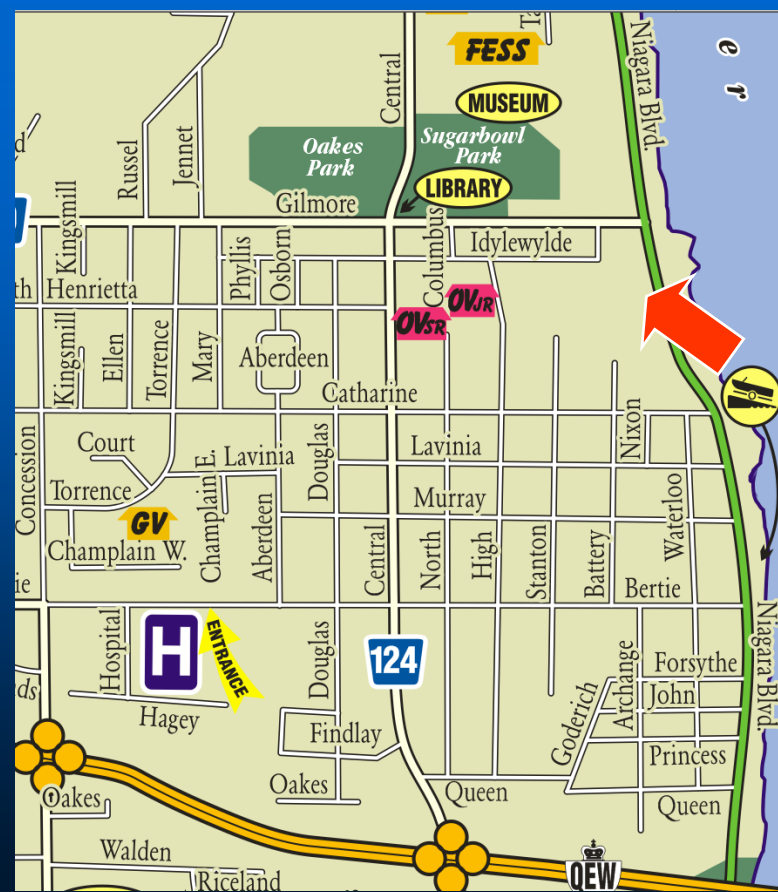 FESS
Ta
Central
Niagara Blvd.
e r
MUSEUM
Russel
Jennet
Oakes
Park
Sugarbowl
Park
LIBRARY
Gilmore
Kingsmill
Columbus
Idylewylde
Phyllis
Osborn
th
Henrietta
OVJR
OVSR
Kingsmill
Ellen
Torrence
Mary
Aberdeen
Catharine
Concession
Court
Lavinia
Douglas
Lavinia
Nixon
Torrence
Champlain E.
Murray
Waterloo
GV
Champlain W.
Aberdeen
Central
North
High
Stanton
Battery
Bertie
ie
Hospital
H
ENTRANCE
Douglas
124
Niagara Blvd.
Archange
Forsythe
Goderich
John
Hagey
Findlay
Princess
Oakes
Oakes
Queen
Queen
Walden
Riceland
QEW